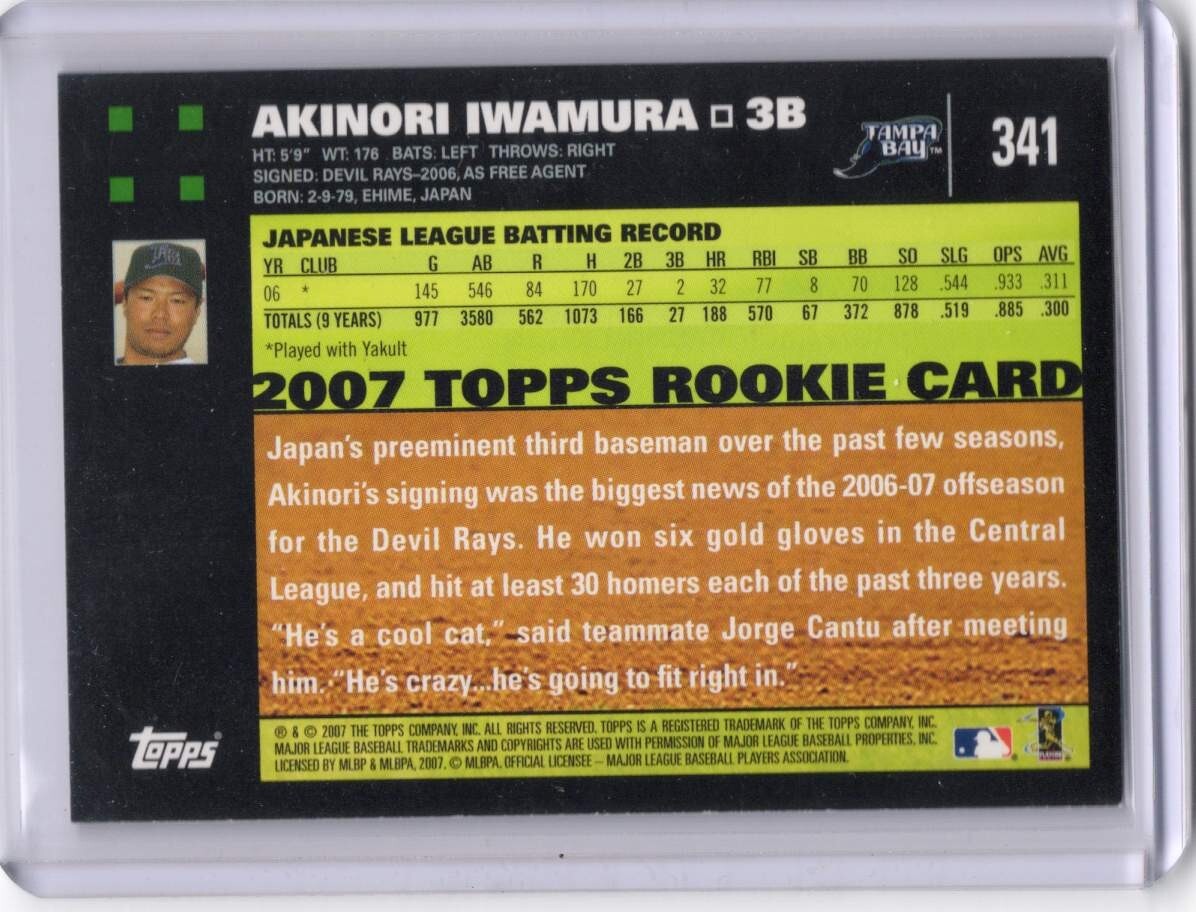 AKINORI IWAMURA □ 3B
HT: 5'9" WT: 176 BATS: LEFT THROWS: RIGHT
SIGNED: DEVIL RAYS–2006, AS FREE AGENT
BORN: 2-9-79, EHIME, JAPAN
TAMPA
BAY™
341
JAPANESE LEAGUE BATTING RECORD
YR CLUB G AB R H 2B 3B HR RBI SB BB SO SLG OPS AVG
06 * 145 546 84 170 27 2 32 77 8 70 128 .544 .933 .311
TOTALS (9 YEARS) 977 3580 562 1073 166 27 188 570 67 372 878 .519 .885 .300
*Played with Yakult
2007 TOPPS ROOKIE CARD
Japan's preeminent third baseman over the past few seasons,
Akinori's signing was the biggest news of the 2006-07 offseason
for the Devil Rays. He won six gold gloves in the Central
League, and hit at least 30 homers each of the past three years.
"He's a cool cat," said teammate Jorge Cantu after meeting
him. "He's crazy...he's going to fit right in."
® & © 2007 THE TOPPS COMPANY, INC. ALL RIGHTS RESERVED. TOPPS IS A REGISTERED TRADEMARK OF THE TOPPS COMPANY, INC.
MAJOR LEAGUE BASEBALL TRADEMARKS AND COPYRIGHTS ARE USED WITH PERMISSION OF MAJOR LEAGUE BASEBALL PROPERTIES, INC.
LICENSED BY MLBP & MLBPA, 2007. © MLBPA. OFFICIAL LICENSEE – MAJOR LEAGUE BASEBALL PLAYERS ASSOCIATION.
topps®